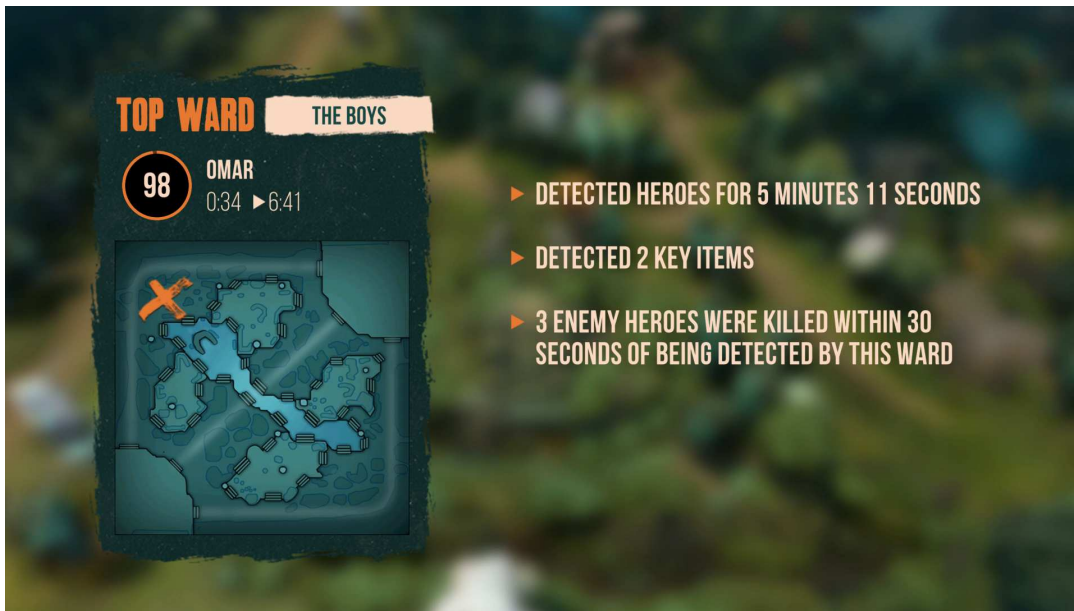 TOP WARD THE BOYS
98
OMAR
0:34 ▶6:41
▶ DETECTED HEROES FOR 5 MINUTES 11 SECONDS
▶ DETECTED 2 KEY ITEMS
▶ 3 ENEMY HEROES WERE KILLED WITHIN 30
SECONDS OF BEING DETECTED BY THIS WARD